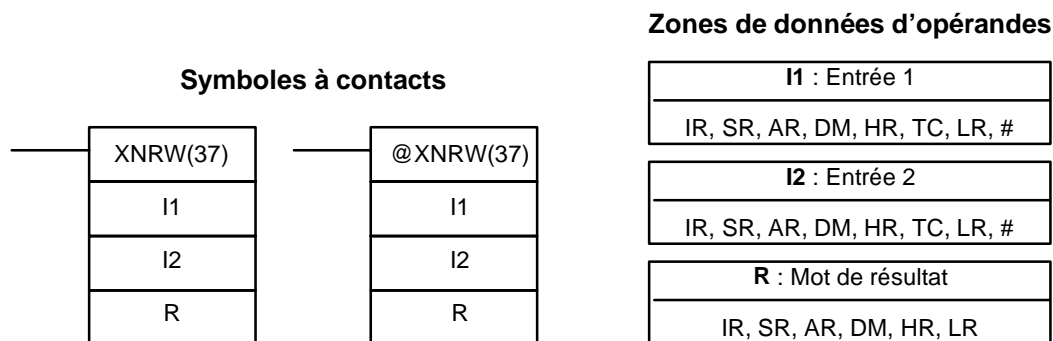 Zones de données d’opérandes
Symboles à contacts
I1 : Entrée 1
IR, SR, AR, DM, HR, TC, LR, #
XNRW(37)
@XNRW(37)
I2 : Entrée 2
I1
I1
IR, SR, AR, DM, HR, TC, LR, #
I2
I2
R : Mot de résultat
R
R
IR, SR, AR, DM, HR, LR